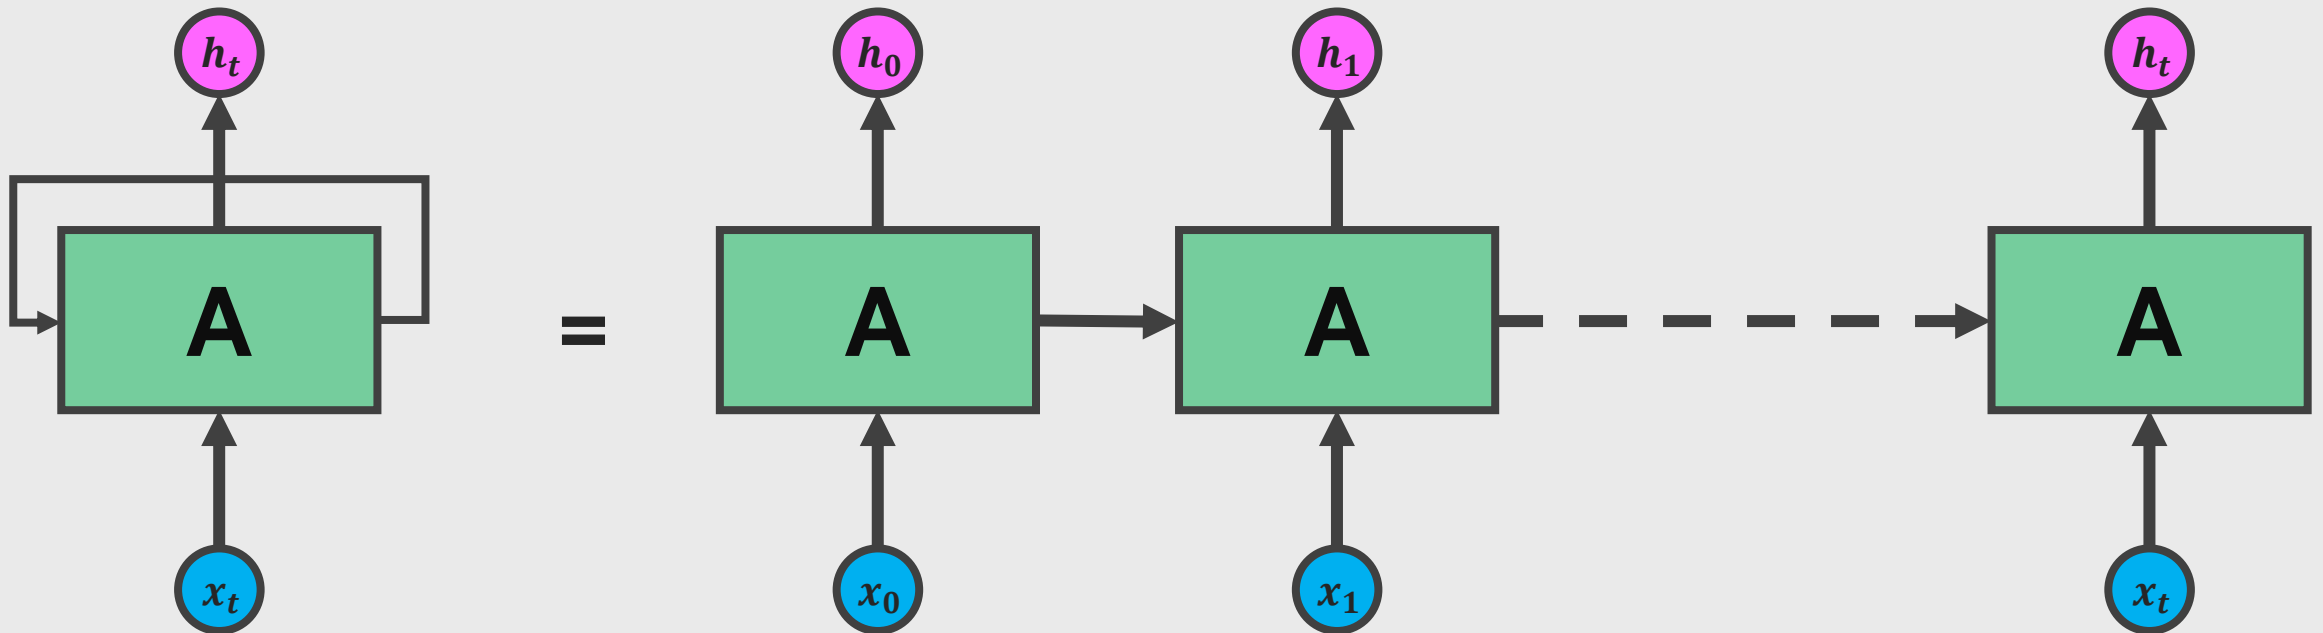 h_t h_0 h_1 h_t
A = A A A
x_t x_0 x_1 x_t